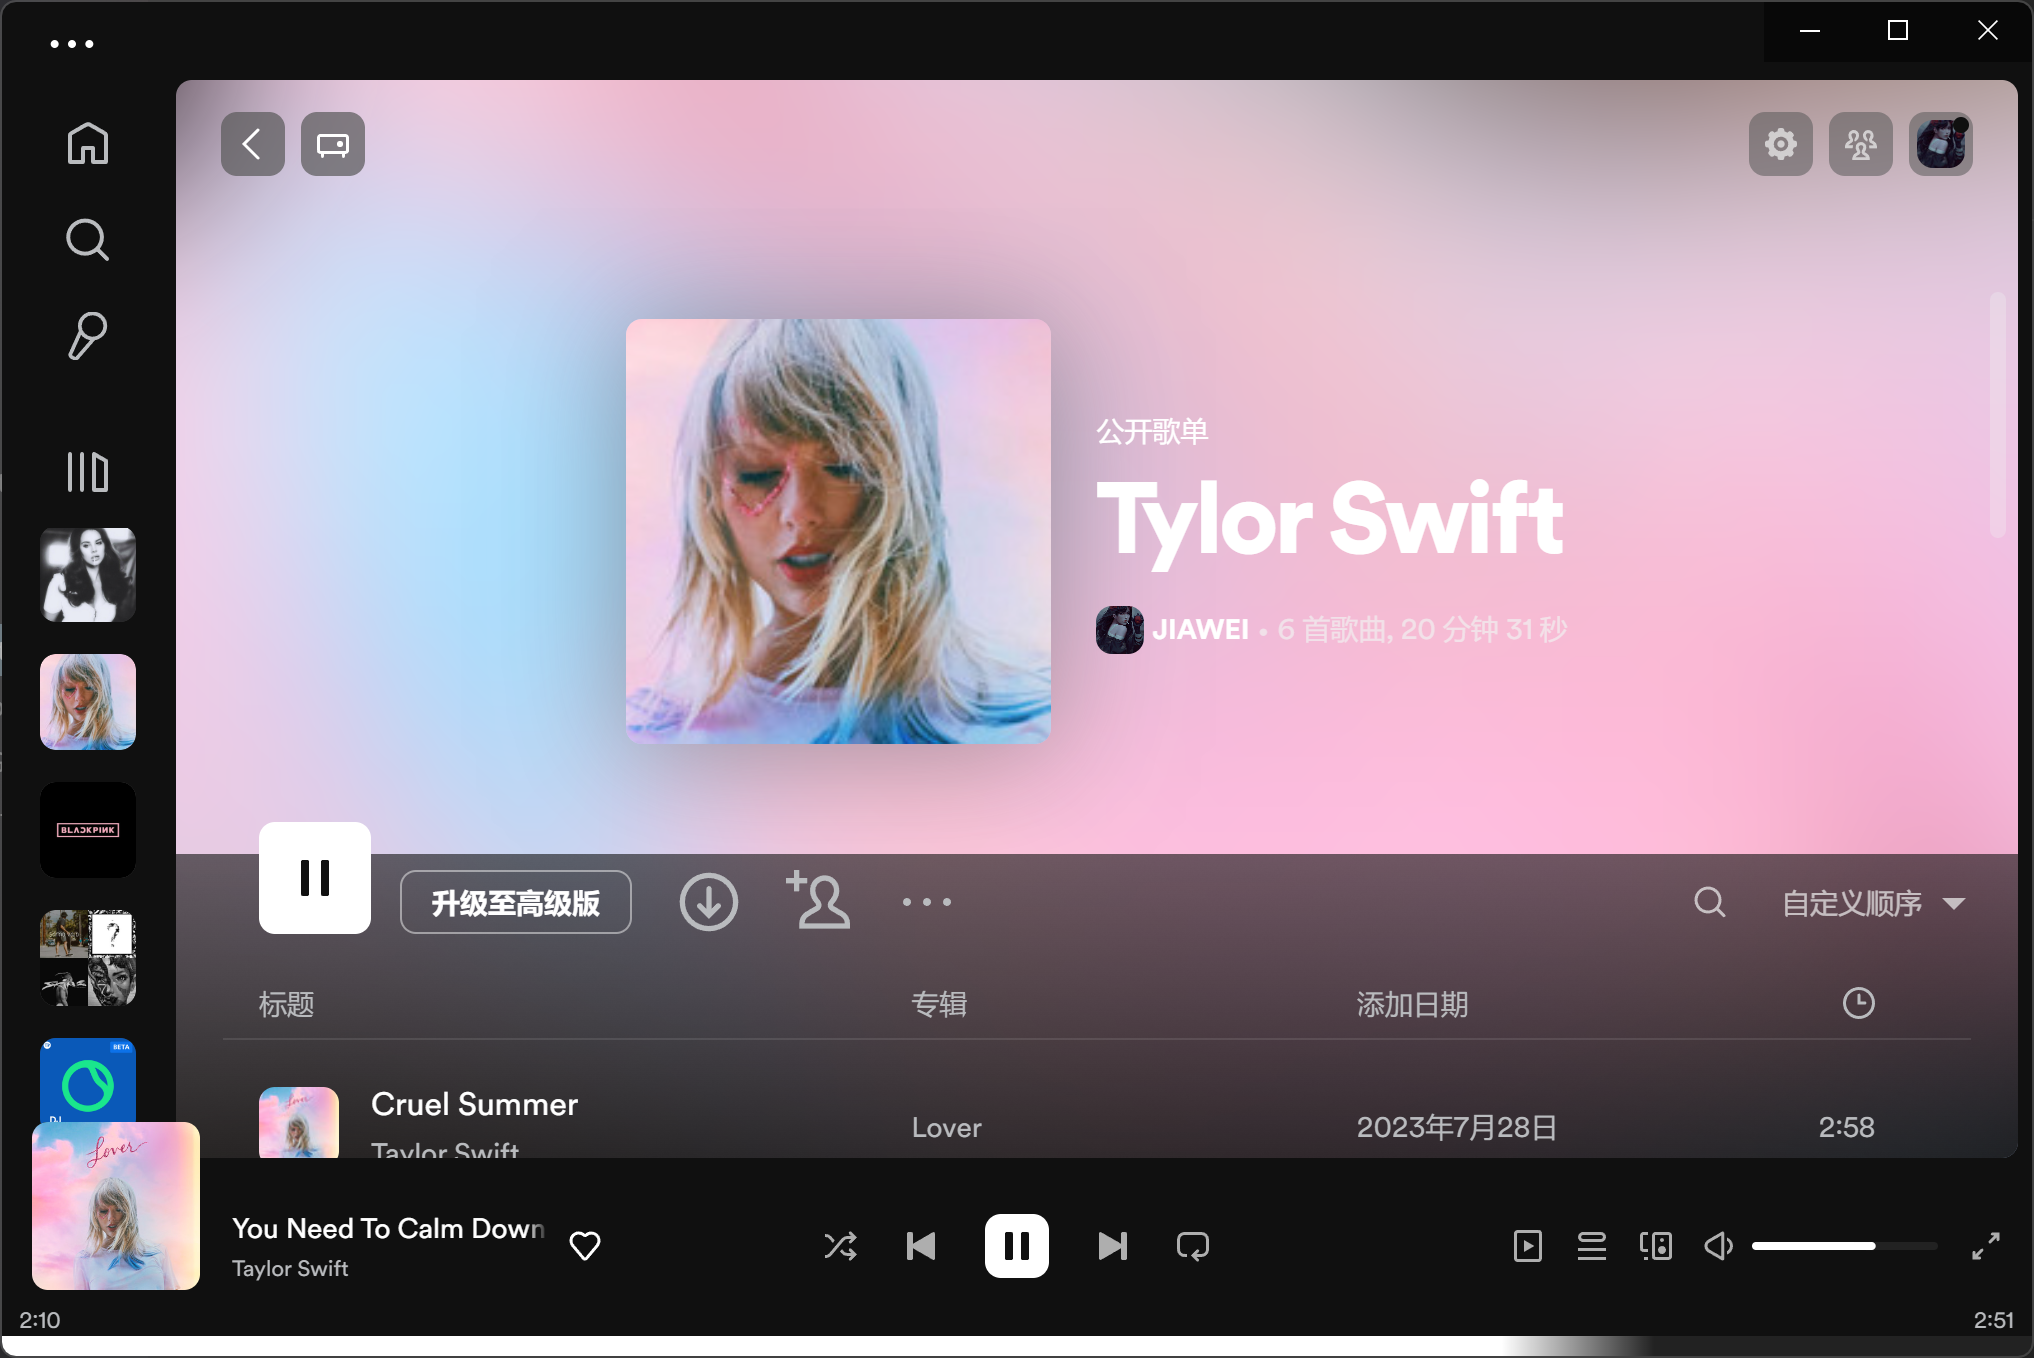 公开歌单
Tylor Swift
JIAWEI • 6 首歌曲, 20 分钟 31 秒
BLACKPINK
?
BETA
DJ
升级至高级版
自定义顺序
标题 专辑 添加日期
Cruel Summer
Taylor Swift
Lover 2023年7月28日 2:58
Lover
You Need To Calm Down
Taylor Swift
2:10 2:51